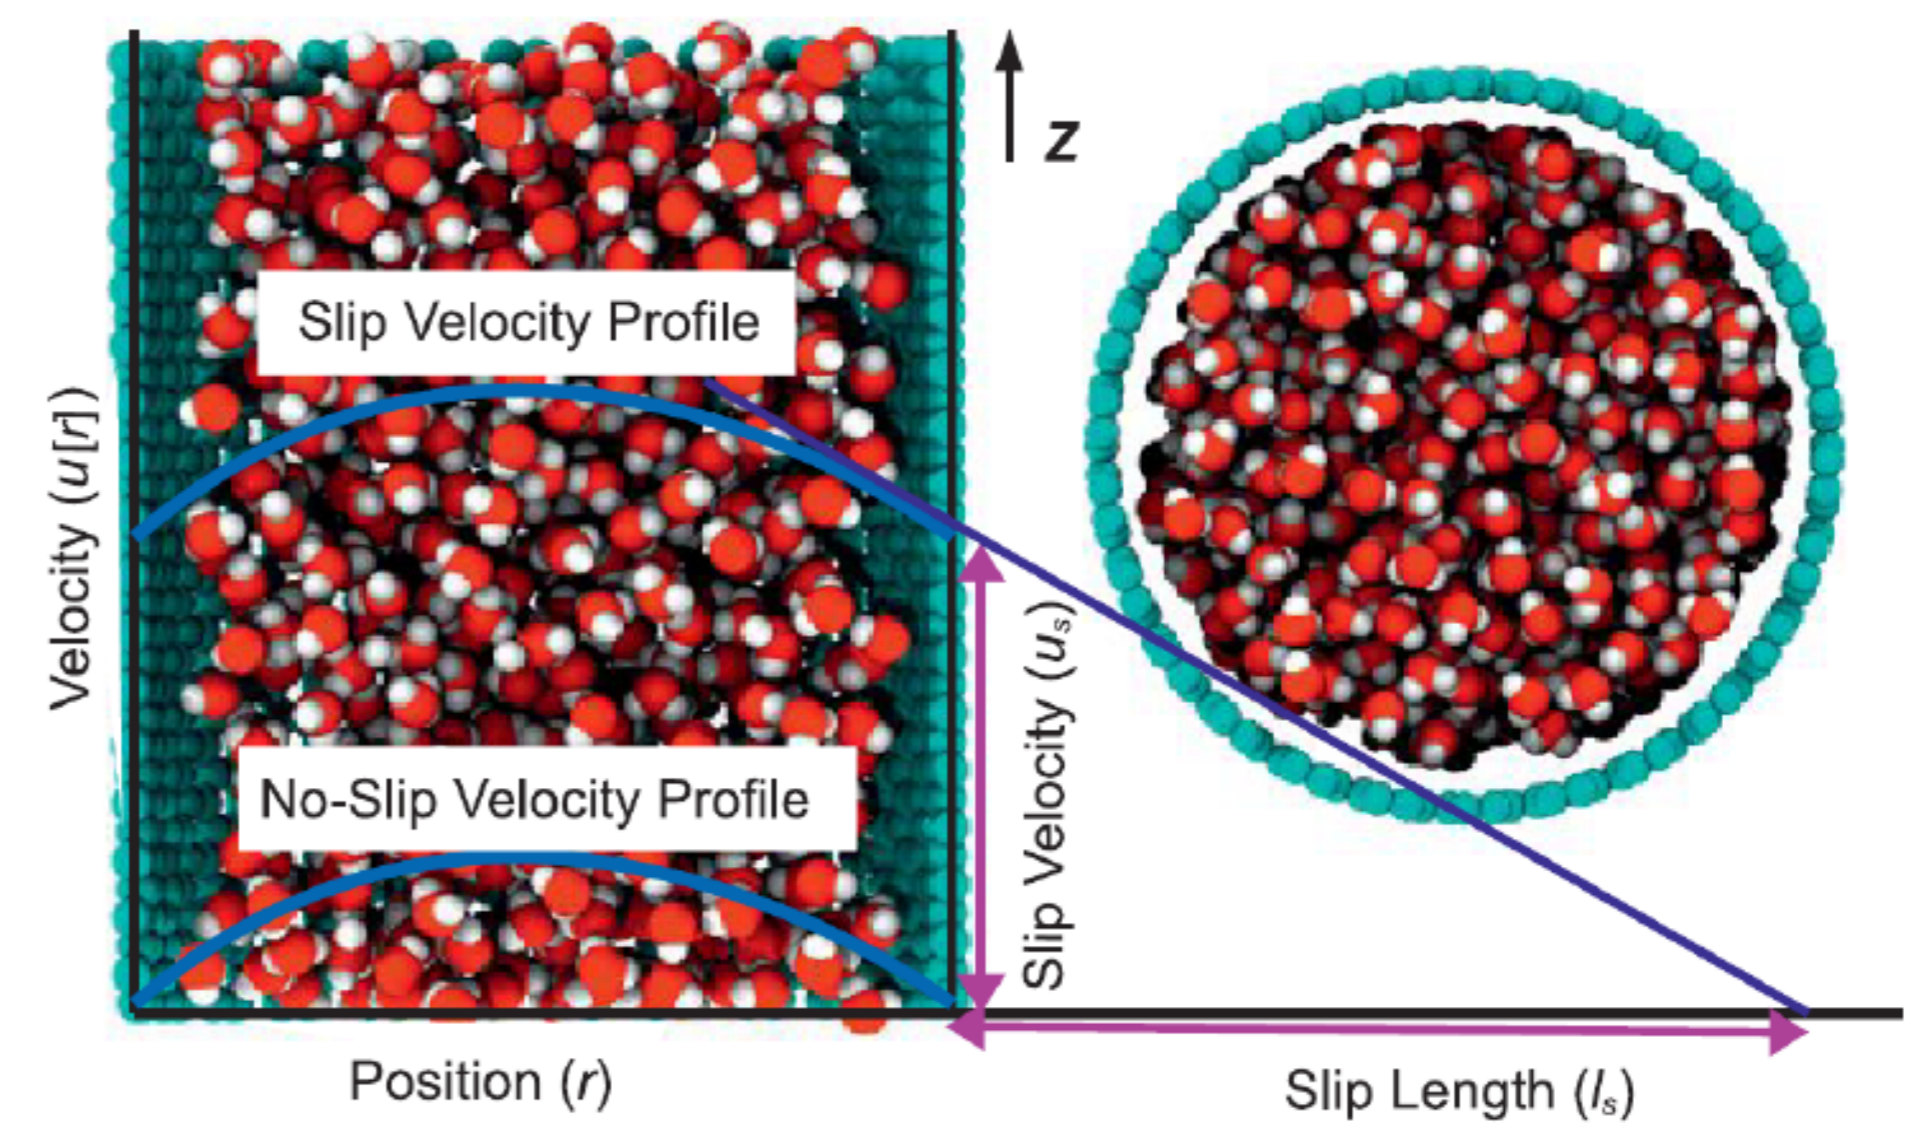 z
Slip Velocity Profile
Velocity (u[r])
No-Slip Velocity Profile
Slip Velocity (uₛ)
Position (r)
Slip Length (lₛ)